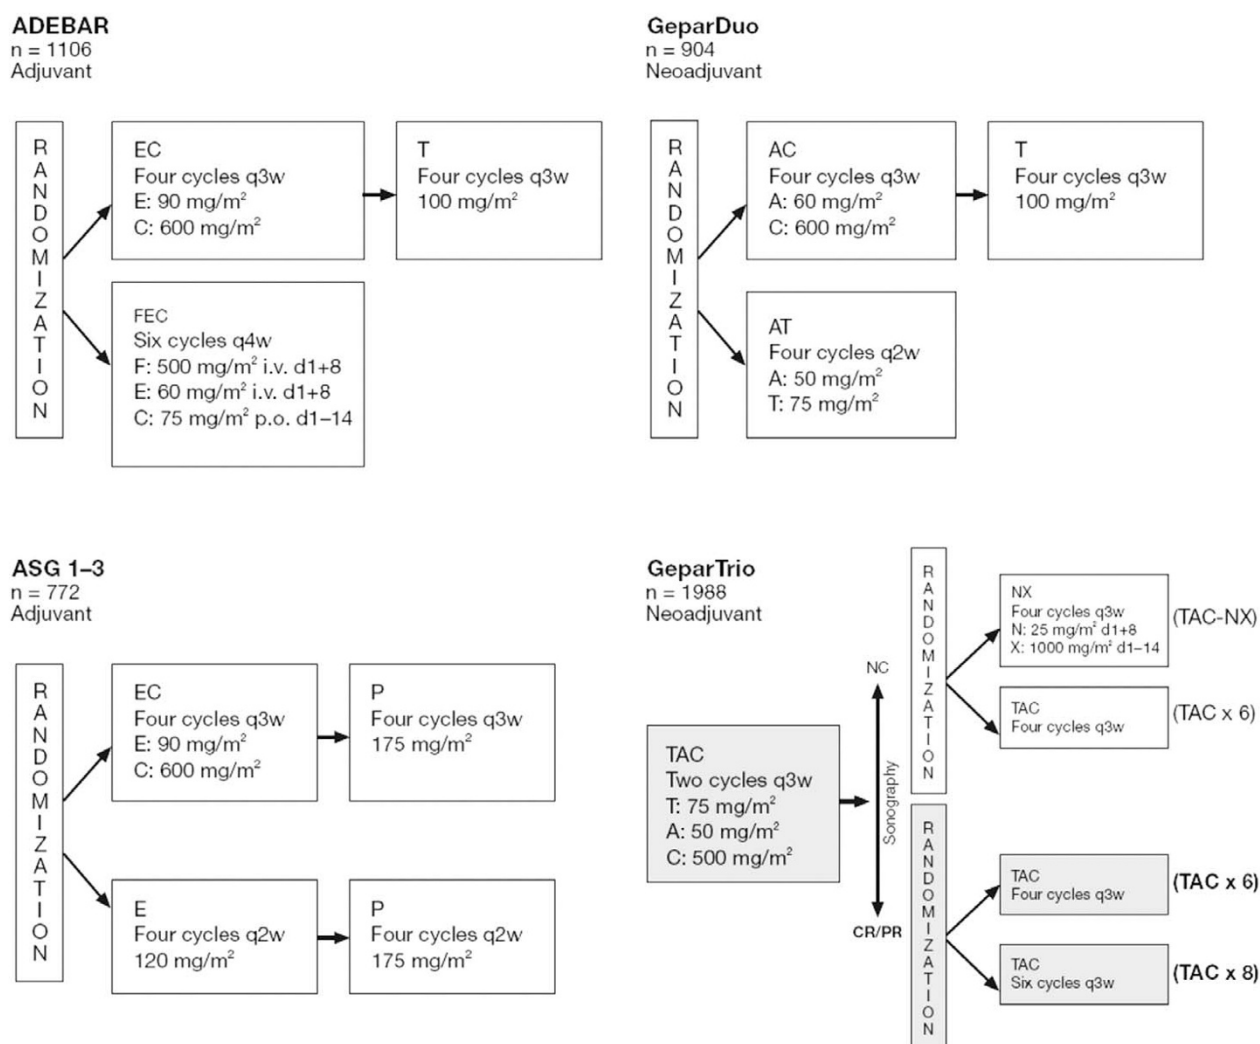 ADEBAR
n = 1106
Adjuvant
RANDOMIZATION
EC
Four cycles q3w
E: 90 mg/m²
C: 600 mg/m²
T
Four cycles q3w
100 mg/m²
FEC
Six cycles q4w
F: 500 mg/m² i.v. d1+8
E: 60 mg/m² i.v. d1+8
C: 75 mg/m² p.o. d1–14
GeparDuo
n = 904
Neoadjuvant
RANDOMIZATION
AC
Four cycles q3w
A: 60 mg/m²
C: 600 mg/m²
T
Four cycles q3w
100 mg/m²
AT
Four cycles q2w
A: 50 mg/m²
T: 75 mg/m²
ASG 1–3
n = 772
Adjuvant
RANDOMIZATION
EC
Four cycles q3w
E: 90 mg/m²
C: 600 mg/m²
P
Four cycles q3w
175 mg/m²
E
Four cycles q2w
120 mg/m²
P
Four cycles q2w
175 mg/m²
GeparTrio
n = 1988
Neoadjuvant
TAC
Two cycles q3w
T: 75 mg/m²
A: 50 mg/m²
C: 500 mg/m²
NC
Sonography
CR/PR
RANDOMIZATION
NX
Four cycles q3w
N: 25 mg/m² d1+8
X: 1000 mg/m² d1–14
(TAC-NX)
TAC
Four cycles q3w
(TAC x 6)
RANDOMIZATION
TAC
Four cycles q3w
(TAC x 6)
TAC
Six cycles q3w
(TAC x 8)